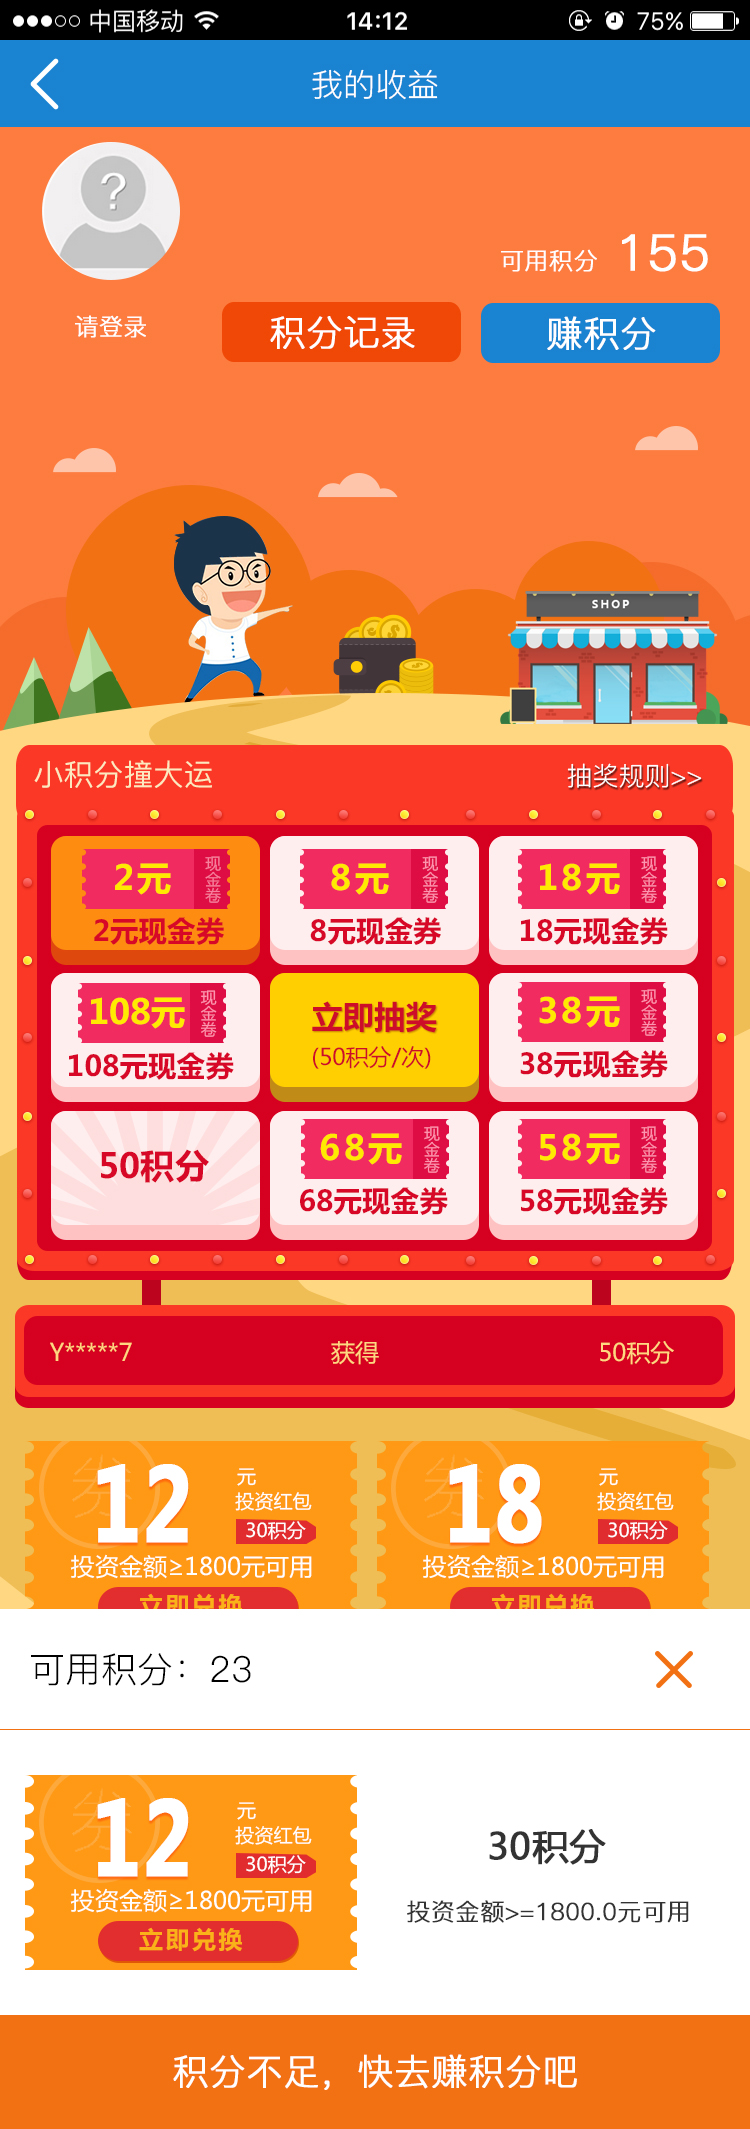 中国移动 14:12 75%
我的收益
?
可用积分 155
请登录 积分记录 赚积分
SHOP
小积分撞大运 抽奖规则>>
2元 现金卷 8元 现金卷 18元 现金卷
2元现金券 8元现金券 18元现金券
108元 现金卷 立即抽奖 38元 现金卷
108元现金券 (50积分/次) 38元现金券
50积分 68元 现金卷 58元 现金卷
68元现金券 58元现金券
Y*****7 获得 50积分
券 12 元 券 18 元
投资红包 投资红包
30积分 30积分
投资金额≥1800元可用 投资金额≥1800元可用
立即兑换 立即兑换
可用积分：23
券 12 元
投资红包
30积分 30积分
投资金额≥1800元可用 投资金额>=1800.0元可用
立即兑换
积分不足，快去赚积分吧